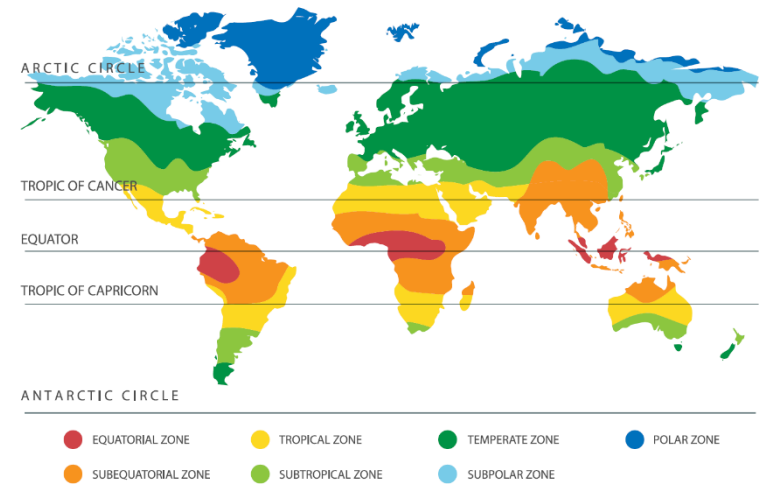 ARCTIC CIRCLE
TROPIC OF CANCER
EQUATOR
TROPIC OF CAPRICORN
ANTARCTIC CIRCLE
EQUATORIAL ZONE
TROPICAL ZONE
TEMPERATE ZONE
POLAR ZONE
SUBEQUATORIAL ZONE
SUBTROPICAL ZONE
SUBPOLAR ZONE